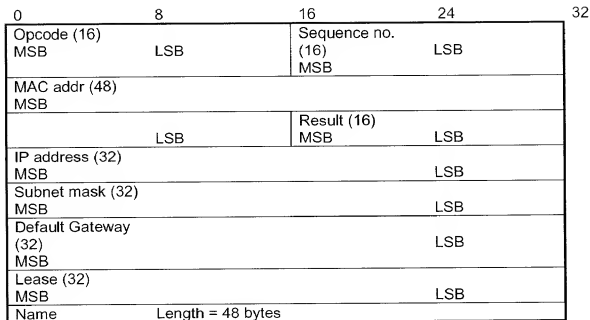 0 8 16 24 32
Opcode (16) Sequence no.
MSB LSB (16) LSB
MSB
MAC addr (48)
MSB
Result (16)
LSB MSB LSB
IP address (32)
MSB LSB
Subnet mask (32)
MSB LSB
Default Gateway
(32) LSB
MSB
Lease (32)
MSB LSB
Name Length = 48 bytes